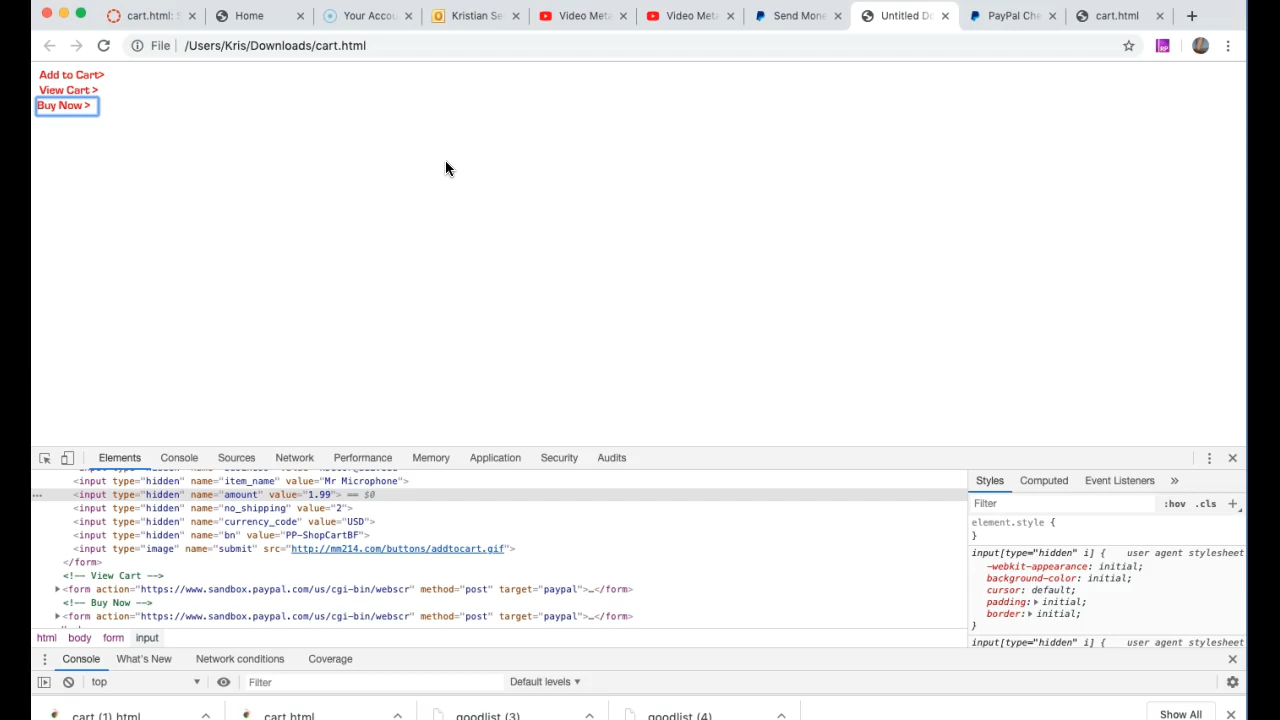 cart.html: S
Home
Your Accou
Kristian Se
Video Meta
Video Meta
Send Mone
Untitled Do
PayPal Che
cart.html
File /Users/Kris/Downloads/cart.html
Add to Cart>
View Cart >
Buy Now >
Elements Console Sources Network Performance Memory Application Security Audits
<input type="hidden" name="item_name" value="Mr Microphone">
<input type="hidden" name="amount" value="1.99"> == $0
<input type="hidden" name="no_shipping" value="2">
<input type="hidden" name="currency_code" value="USD">
<input type="hidden" name="bn" value="PP-ShopCartBF">
<input type="image" name="submit" src="http://mm214.com/buttons/addtocart.gif">
</form>
<!-- View Cart -->
<form action="https://www.sandbox.paypal.com/us/cgi-bin/webscr" method="post" target="paypal">…</form>
<!-- Buy Now -->
<form action="https://www.sandbox.paypal.com/us/cgi-bin/webscr" method="post" target="paypal">…</form>
html body form input
Styles Computed Event Listeners »
Filter :hov .cls +
element.style {
}
input[type="hidden" i] { user agent stylesheet
-webkit-appearance: initial;
background-color: initial;
cursor: default;
padding: initial;
border: initial;
}
input[type="hidden" i] { user agent stylesheet
Console What's New Network conditions Coverage
top Filter Default levels
cart (1).html cart.html goodlist (3) goodlist (4) Show All